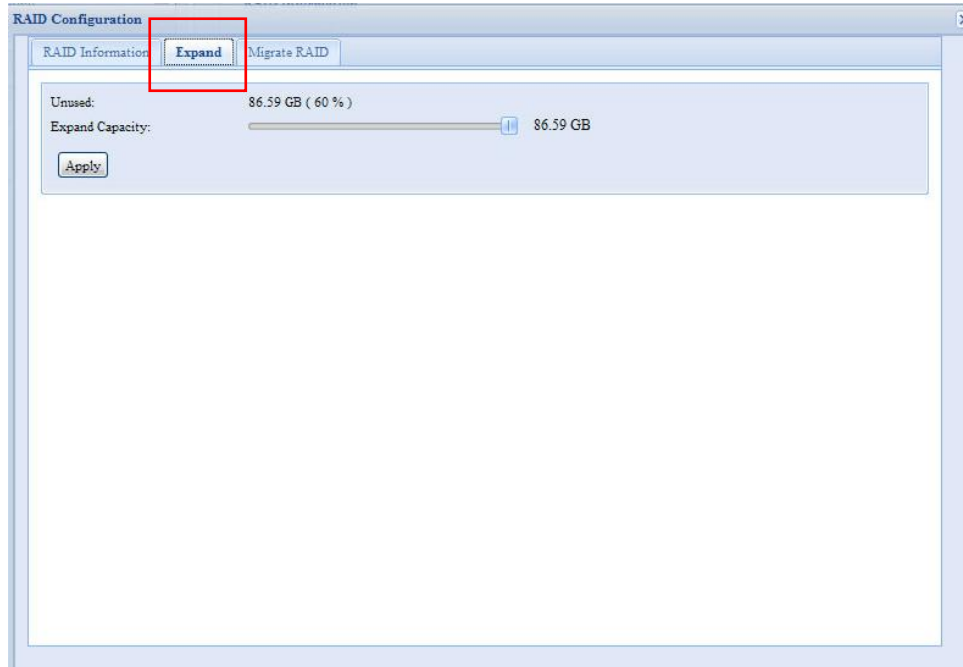 RAID Configuration
RAID Information Expand Migrate RAID
Unused: 86.59 GB ( 60 % )
Expand Capacity: 86.59 GB
Apply